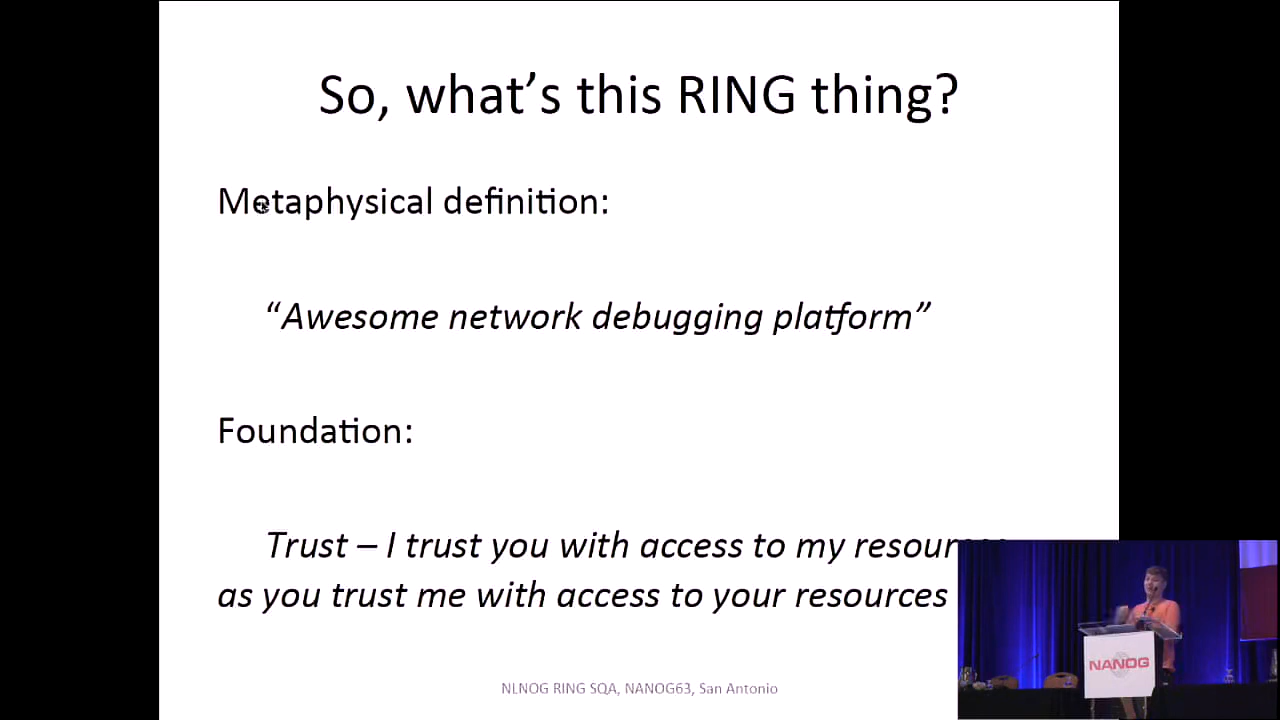 So, what's this RING thing?
Metaphysical definition:
“Awesome network debugging platform”
Foundation:
Trust – I trust you with access to my
as you trust me with access to your resources
NLNOG RING SQA, NANOG63, San Antonio
NANOG